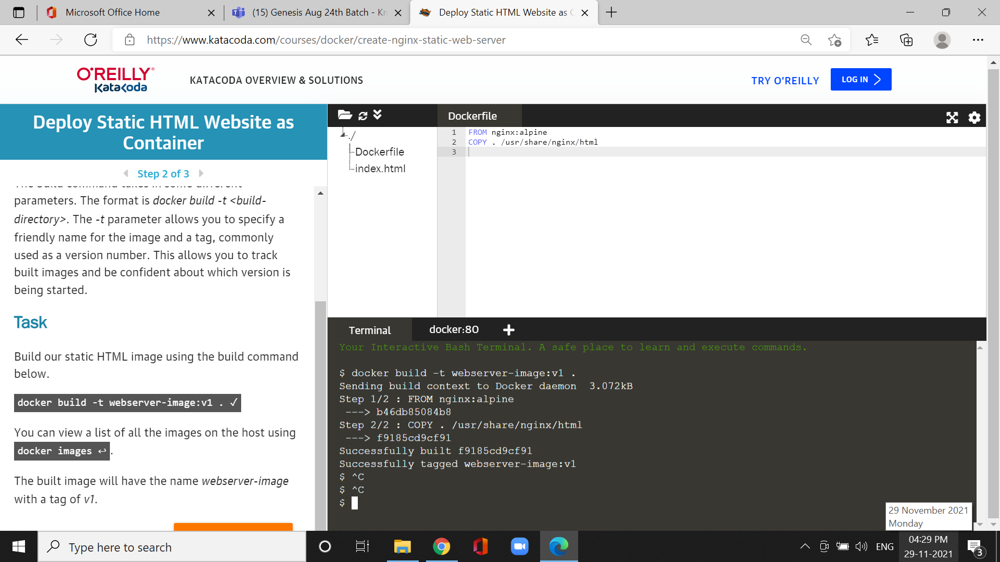 Microsoft Office Home
(15) Genesis Aug 24th Batch - Kn
Deploy Static HTML Website as C
https://www.katacoda.com/courses/docker/create-nginx-static-web-server
O'REILLY®
Katacoda
KATACODA OVERVIEW & SOLUTIONS
TRY O'REILLY
LOG IN
Deploy Static HTML Website as
Container
Step 2 of 3
The build command takes in some different
parameters. The format is docker build -t <build-
directory>. The -t parameter allows you to specify a
friendly name for the image and a tag, commonly
used as a version number. This allows you to track
built images and be confident about which version is
being started.
Task
Build our static HTML image using the build command
below.
docker build -t webserver-image:v1 . ✓
You can view a list of all the images on the host using
docker images ↩.
The built image will have the name webserver-image
with a tag of v1.
./
Dockerfile
index.html
Dockerfile
1 FROM nginx:alpine
2 COPY . /usr/share/nginx/html
3
Terminal
docker:80
Your Interactive Bash Terminal. A safe place to learn and execute commands.
$ docker build -t webserver-image:v1 .
Sending build context to Docker daemon  3.072kB
Step 1/2 : FROM nginx:alpine
 ---> b46db85084b8
Step 2/2 : COPY . /usr/share/nginx/html
 ---> f9185cd9cf91
Successfully built f9185cd9cf91
Successfully tagged webserver-image:v1
$ ^C
$ ^C
$
29 November 2021
Monday
Type here to search
ENG
04:29 PM
29-11-2021
3